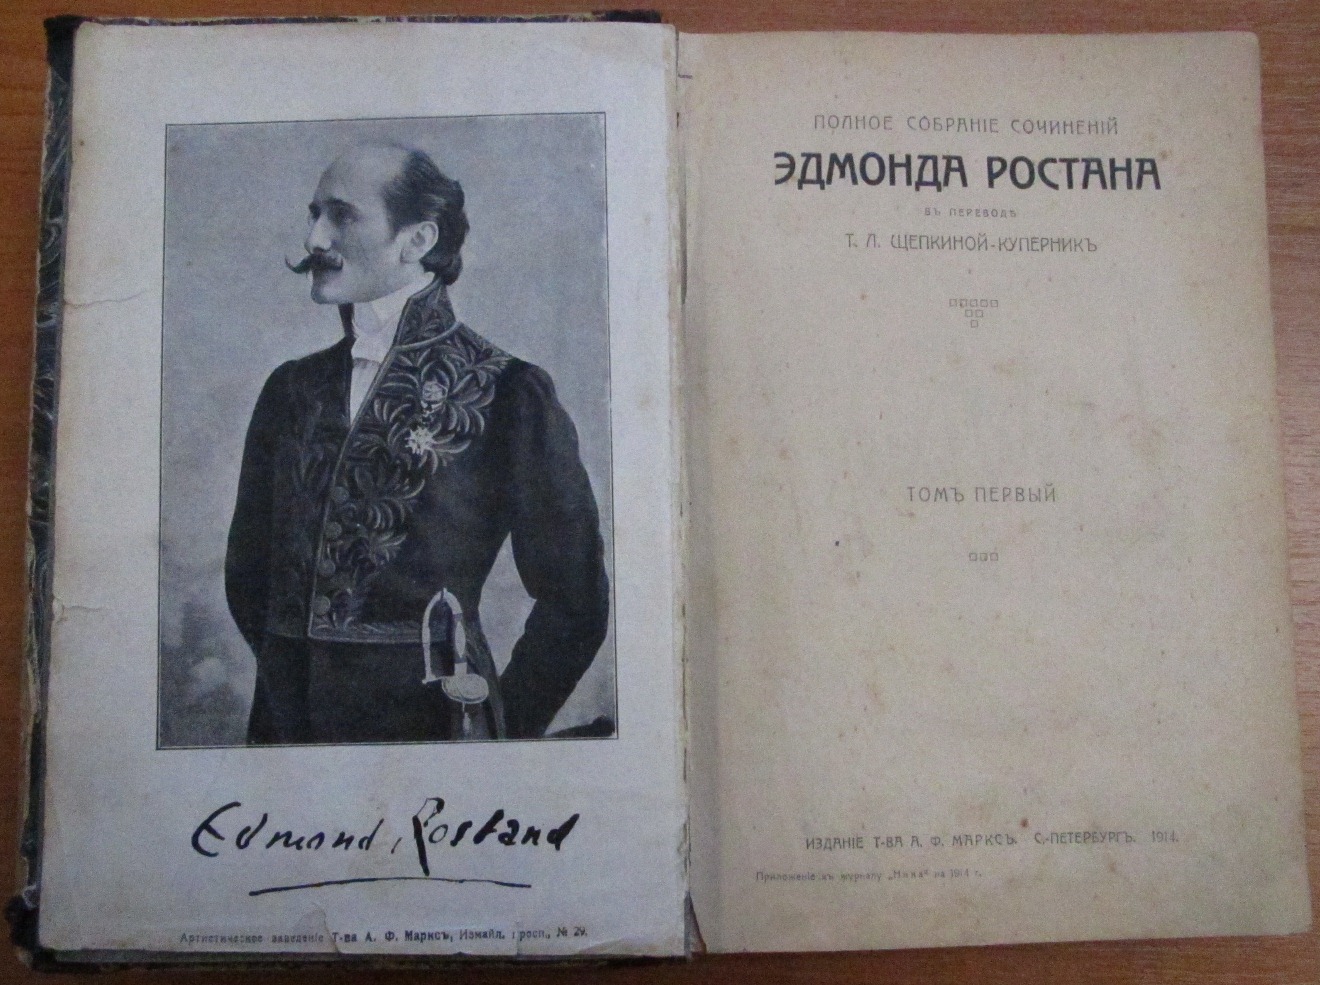 Edmond Rostand
Артистическое заведеніе Т-ва А. Ф. Марксъ, Измайл. просп., № 29.
ПОЛНОЕ СОБРАНІЕ СОЧИНЕНІЙ
ЭДМОНДА РОСТАНА
ВЪ ПЕРЕВОДѢ
Т. Л. ЩЕПКИНОЙ-КУПЕРНИКЪ
ТОМЪ ПЕРВЫЙ
ИЗДАНІЕ Т-ВА А. Ф. МАРКСЪ. С.-ПЕТЕРБУРГЪ. 1914.
Приложеніе къ журналу „Нива“ на 1914 г.